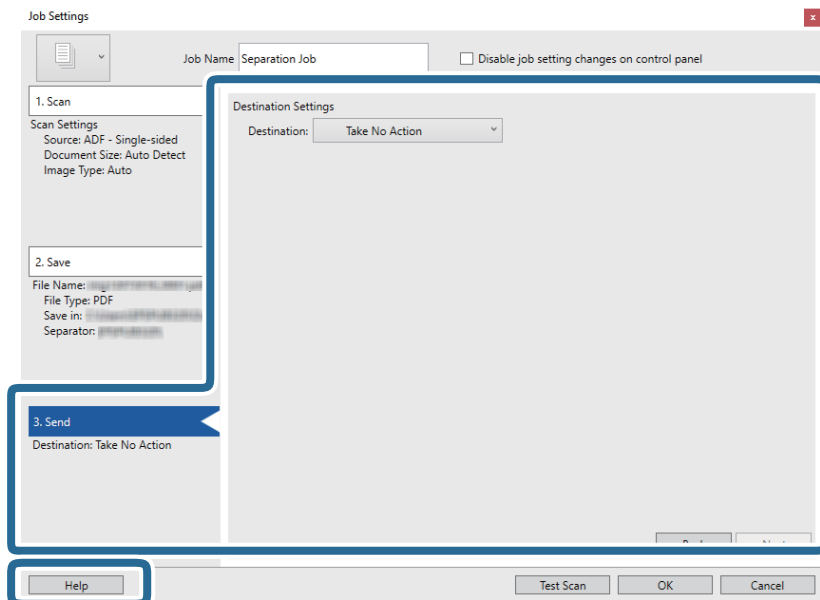 Job Settings
Job Name Separation Job
Disable job setting changes on control panel
1. Scan
Scan Settings
Source: ADF - Single-sided
Document Size: Auto Detect
Image Type: Auto
2. Save
File Name:
File Type: PDF
Save in:
Separator:
3. Send
Destination: Take No Action
Destination Settings
Destination: Take No Action
Help
Test Scan
OK
Cancel